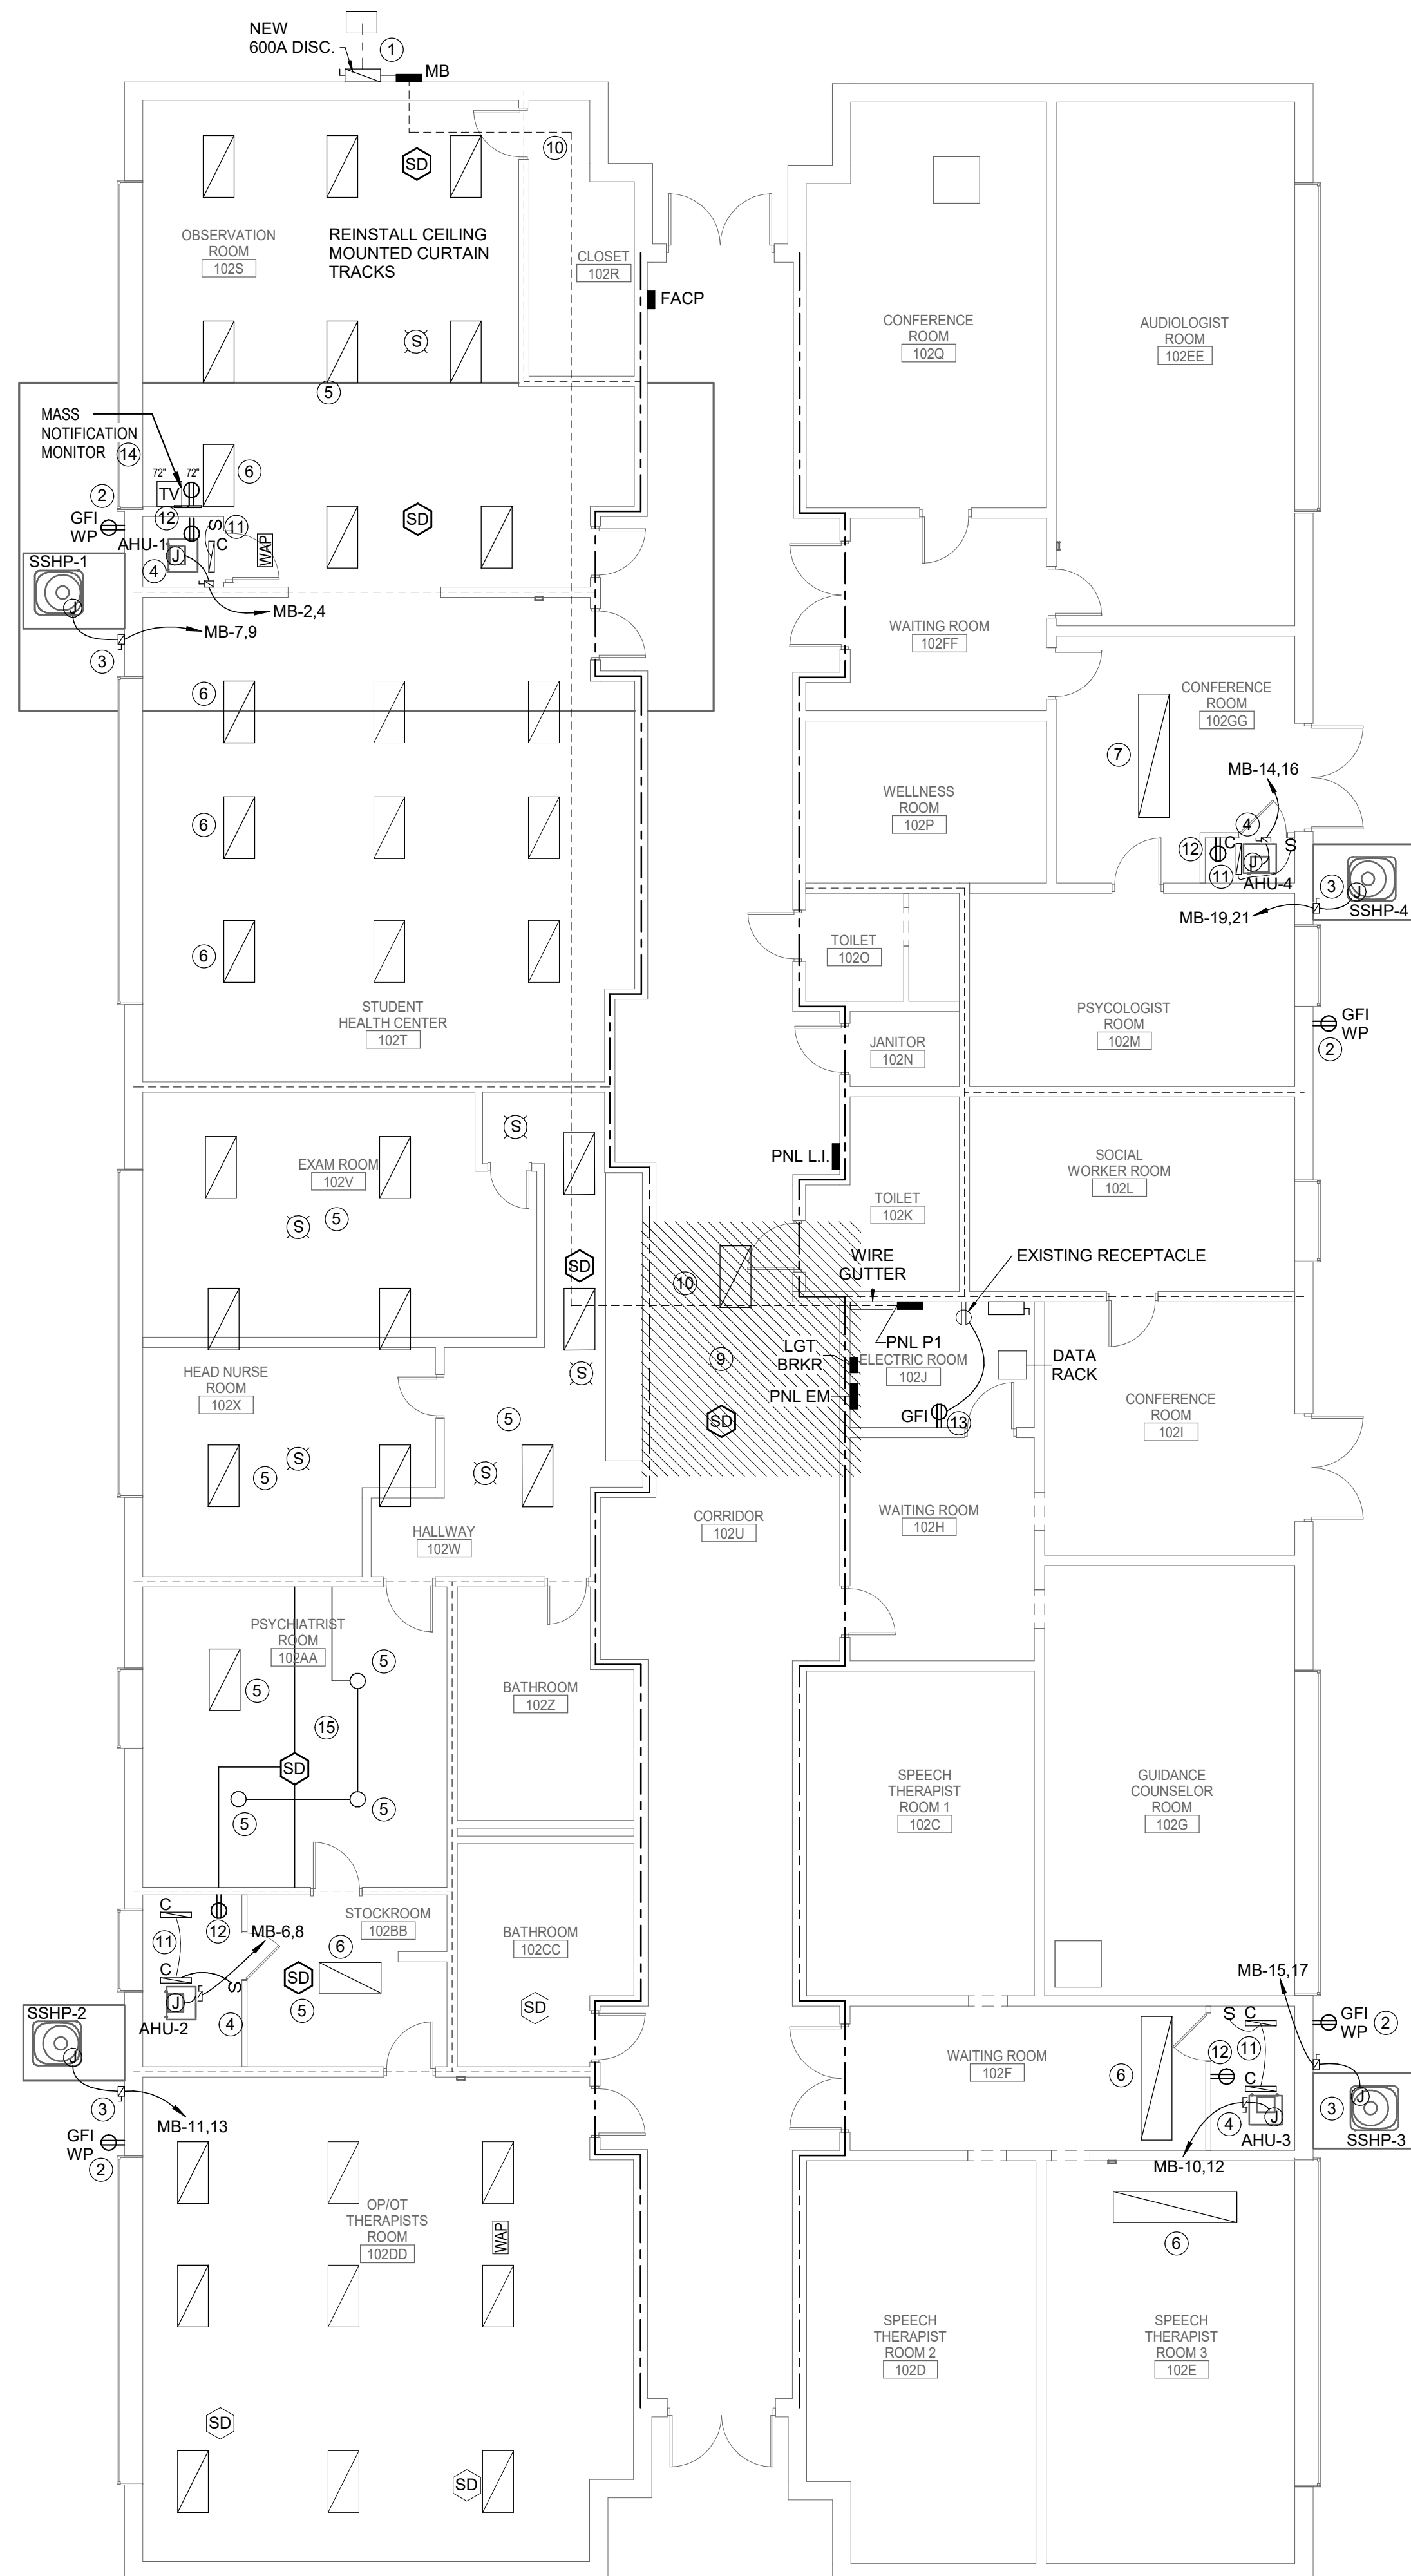 NEW
600A DISC.
1
MB
10
SD
OBSERVATION
ROOM
102S
REINSTALL CEILING
MOUNTED CURTAIN
TRACKS
CLOSET
102R
FACP
S
CONFERENCE
ROOM
102Q
AUDIOLOGIST
ROOM
102EE
5
MASS
NOTIFICATION
MONITOR
14
72"
72"
TV
6
2
GFI
WP
12
S
11
C
WAP
SD
AHU-1
J
4
SSHP-1
J
MB-2,4
MB-7,9
3
WAITING ROOM
102FF
6
CONFERENCE
ROOM
102GG
7
MB-14,16
WELLNESS
ROOM
102P
6
4
12
C
S
11
J
AHU-4
3
J
SSHP-4
MB-19,21
6
TOILET
102O
STUDENT
HEALTH CENTER
102T
PSYCOLOGIST
ROOM
102M
GFI
WP
2
JANITOR
102N
S
PNL L.I.
EXAM ROOM
102V
5
S
SOCIAL
WORKER ROOM
102L
TOILET
102K
SD
10
WIRE
GUTTER
EXISTING RECEPTACLE
9
PNL P1
LGT
BRKR
ELECTRIC ROOM
102J
DATA
RACK
PNL EM
GFI
13
SD
HEAD NURSE
ROOM
102X
S
5
S
5
S
CONFERENCE
ROOM
102I
HALLWAY
102W
CORRIDOR
102U
WAITING ROOM
102H
PSYCHIATRIST
ROOM
102AA
5
5
15
SD
5
5
BATHROOM
102Z
SPEECH
THERAPIST
ROOM 1
102C
GUIDANCE
COUNSELOR
ROOM
102G
C
12
11
C
MB-6,8
STOCKROOM
102BB
6
SD
5
S
J
AHU-2
4
BATHROOM
102CC
SD
SSHP-2
J
3
MB-11,13
GFI
WP
2
MB-15,17
S
C
GFI
WP
2
12
11
C
WAITING ROOM
102F
6
4
J
AHU-3
3
J
SSHP-3
MB-10,12
OP/OT
THERAPISTS
ROOM
102DD
WAP
6
SD
SD
SPEECH
THERAPIST
ROOM 2
102D
SPEECH
THERAPIST
ROOM 3
102E